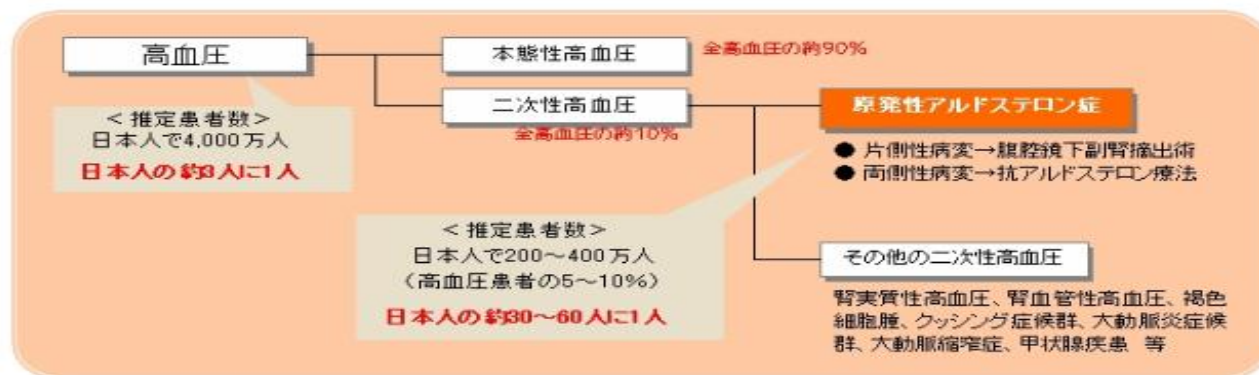 高血圧
本態性高血圧
全高血圧の約90%
二次性高血圧
全高血圧の約10%
原発性アルドステロン症
＜推定患者数＞
日本人で4,000万人
日本人の約3人に1人
● 片側性病変→腹腔鏡下副腎摘出術
● 両側性病変→抗アルドステロン療法
＜推定患者数＞
日本人で200～400万人
（高血圧患者の5～10%）
日本人の約30～60人に1人
その他の二次性高血圧
腎実質性高血圧、腎血管性高血圧、褐色
細胞腫、クッシング症候群、大動脈炎症候
群、大動脈縮窄症、甲状腺疾患 等